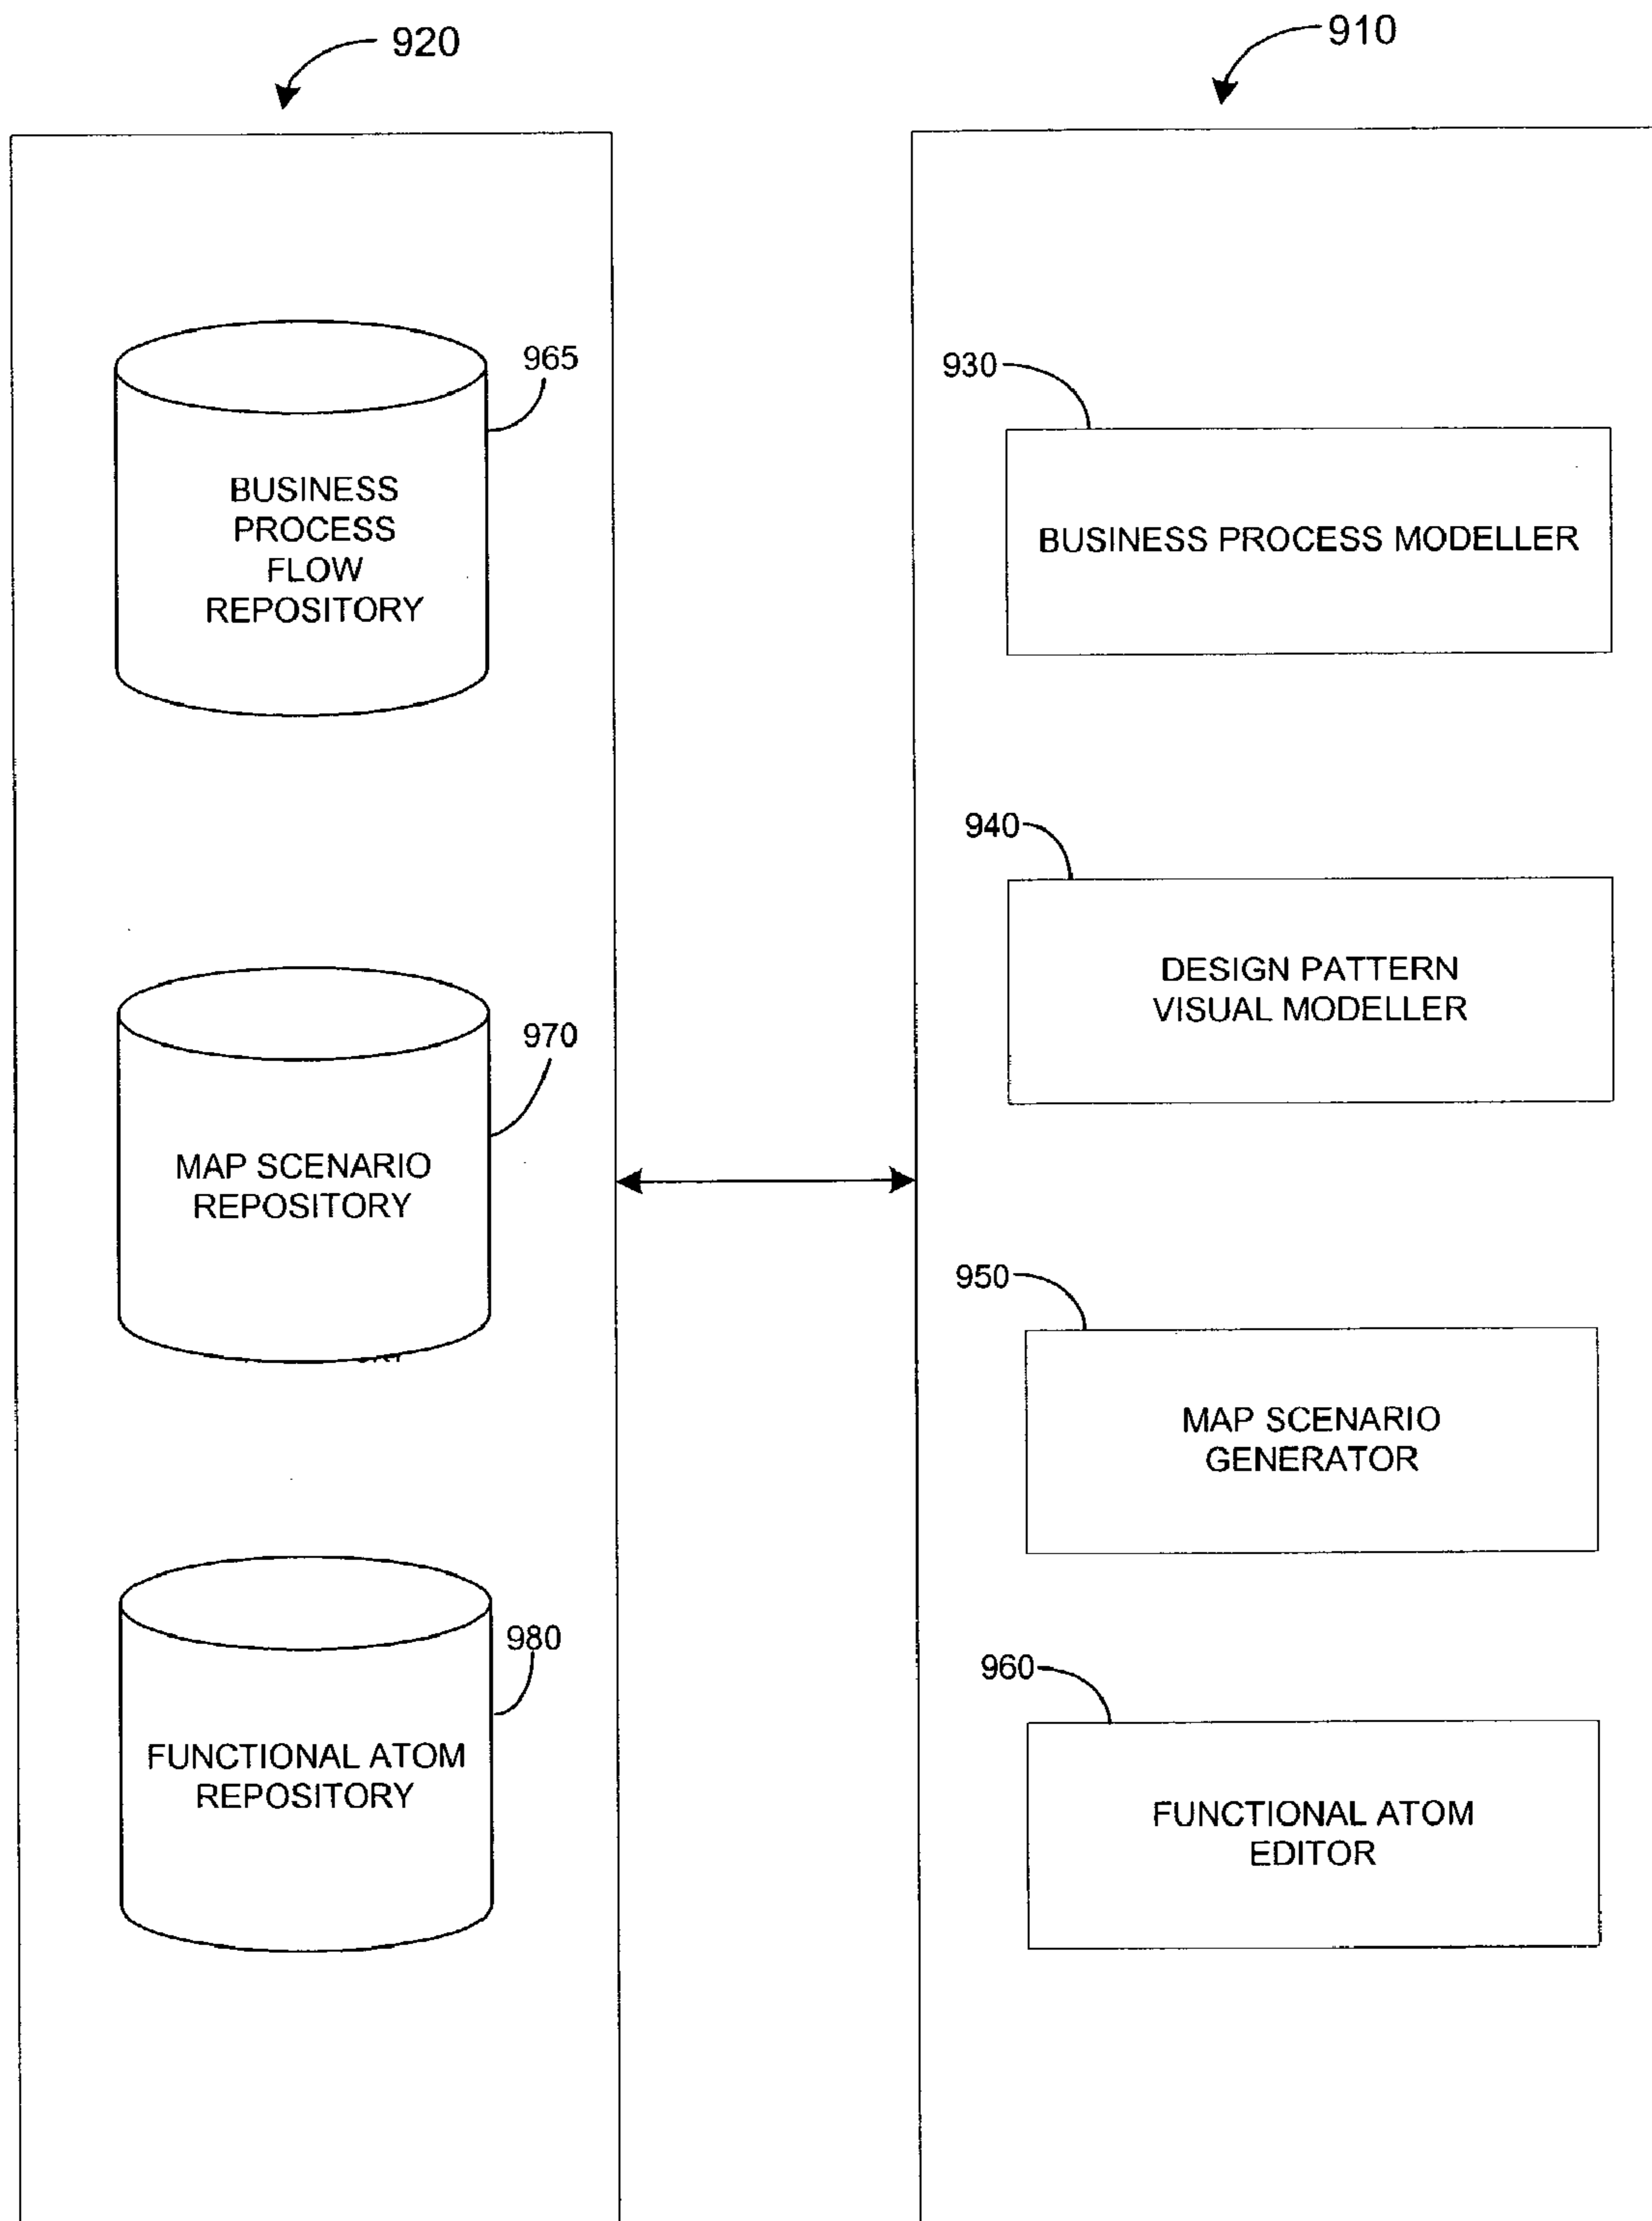 920
910
965
BUSINESS
PROCESS
FLOW
REPOSITORY
930
BUSINESS PROCESS MODELLER
940
DESIGN PATTERN
VISUAL MODELLER
970
MAP SCENARIO
REPOSITORY
950
MAP SCENARIO
GENERATOR
980
FUNCTIONAL ATOM
REPOSITORY
960
FUNCTIONAL ATOM
EDITOR